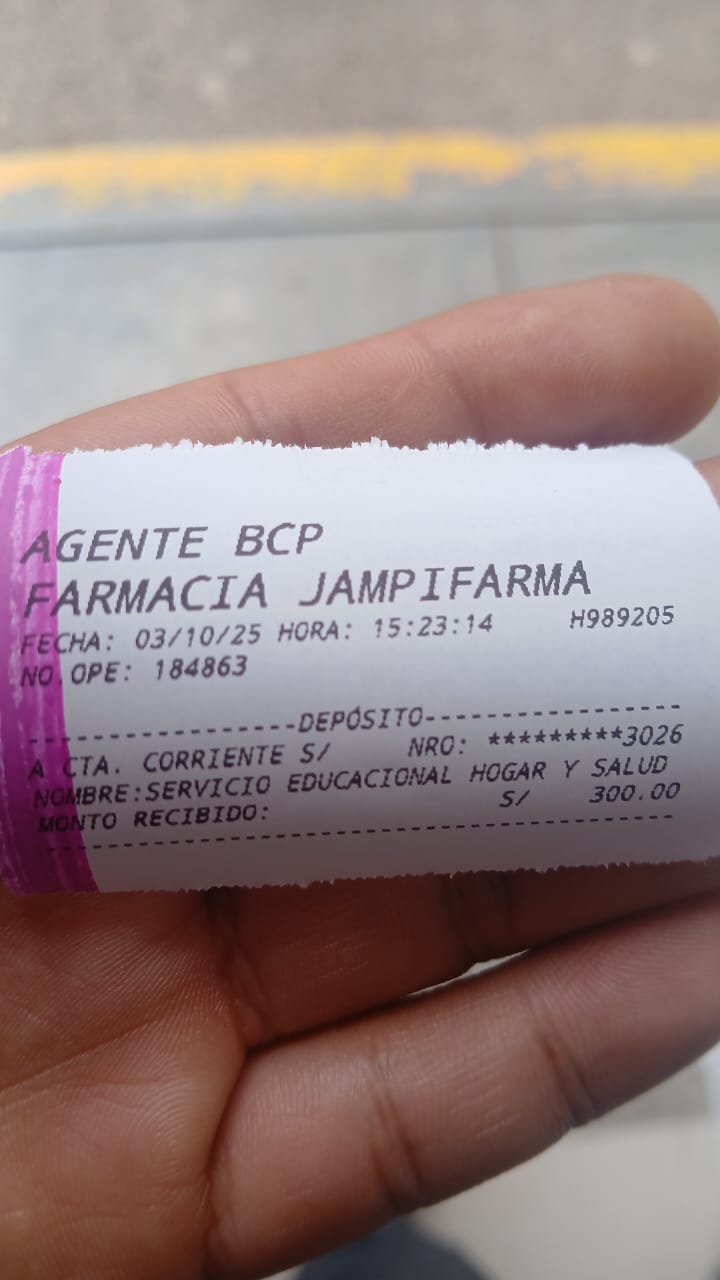 AGENTE BCP
FARMACIA JAMPIFARMA
FECHA: 03/10/25 HORA: 15:23:14 H989205
NO.OPE: 184863
-----------------DEPÓSITO-----------------
A CTA. CORRIENTE S/ NRO: *********3026
NOMBRE:SERVICIO EDUCACIONAL HOGAR Y SALUD
MONTO RECIBIDO: S/ 300.00